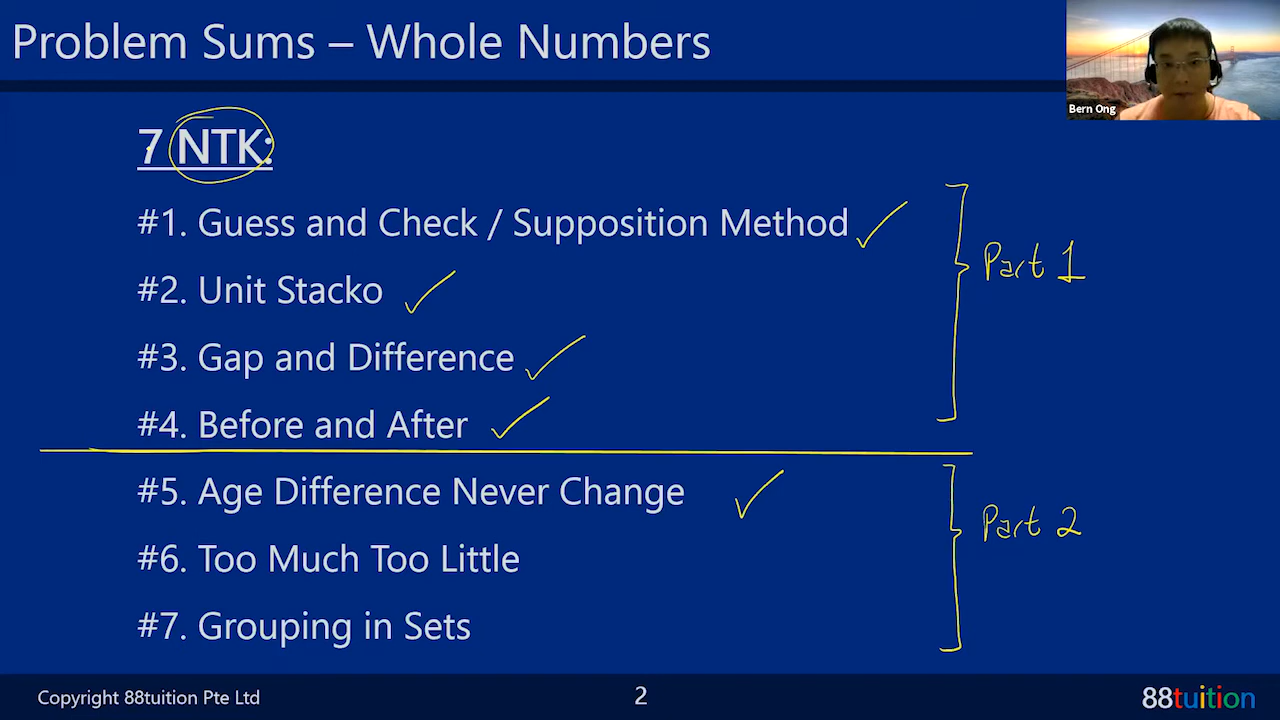 Problem Sums – Whole Numbers
Bern Ong
7 NTK:
#1. Guess and Check / Supposition Method
#2. Unit Stacko
#3. Gap and Difference
#4. Before and After
Part 1
#5. Age Difference Never Change
#6. Too Much Too Little
#7. Grouping in Sets
Part 2
Copyright 88tuition Pte Ltd
2
88tuition